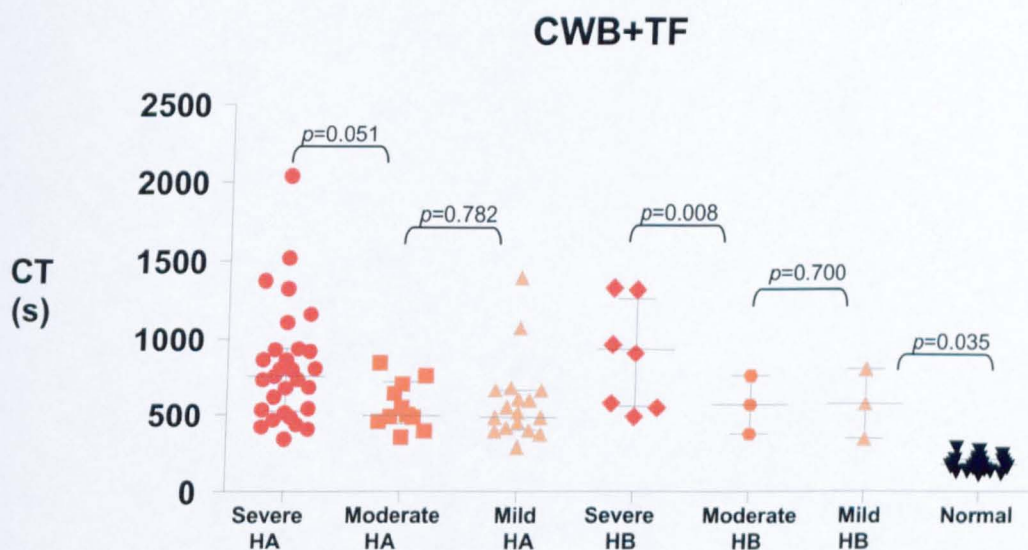 CWB+TF
2500
p=0.051
2000
p=0.782
p=0.008
1500
CT
(s)
p=0.700
1000
p=0.035
500
0
Severe
HA
Moderate
HA
Mild
HA
Severe
HB
Moderate
HB
Mild
HB
Normal